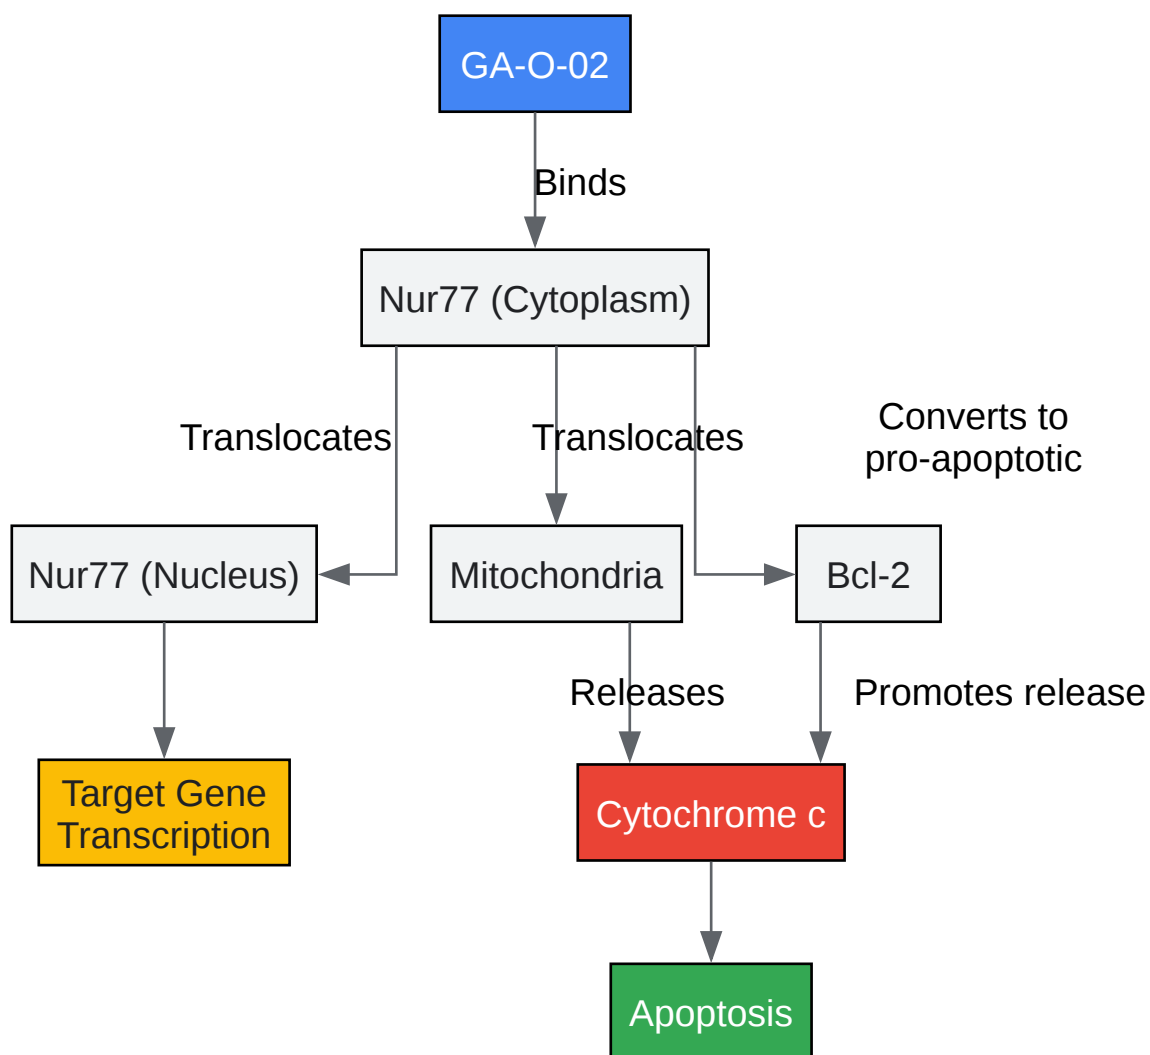 GA-O-02
Binds
Nur77 (Cytoplasm)
Translocates
Translocates
Converts to
pro-apoptotic
Nur77 (Nucleus)
Mitochondria
Bcl-2
Releases
Promotes release
Target Gene
Transcription
Cytochrome c
Apoptosis